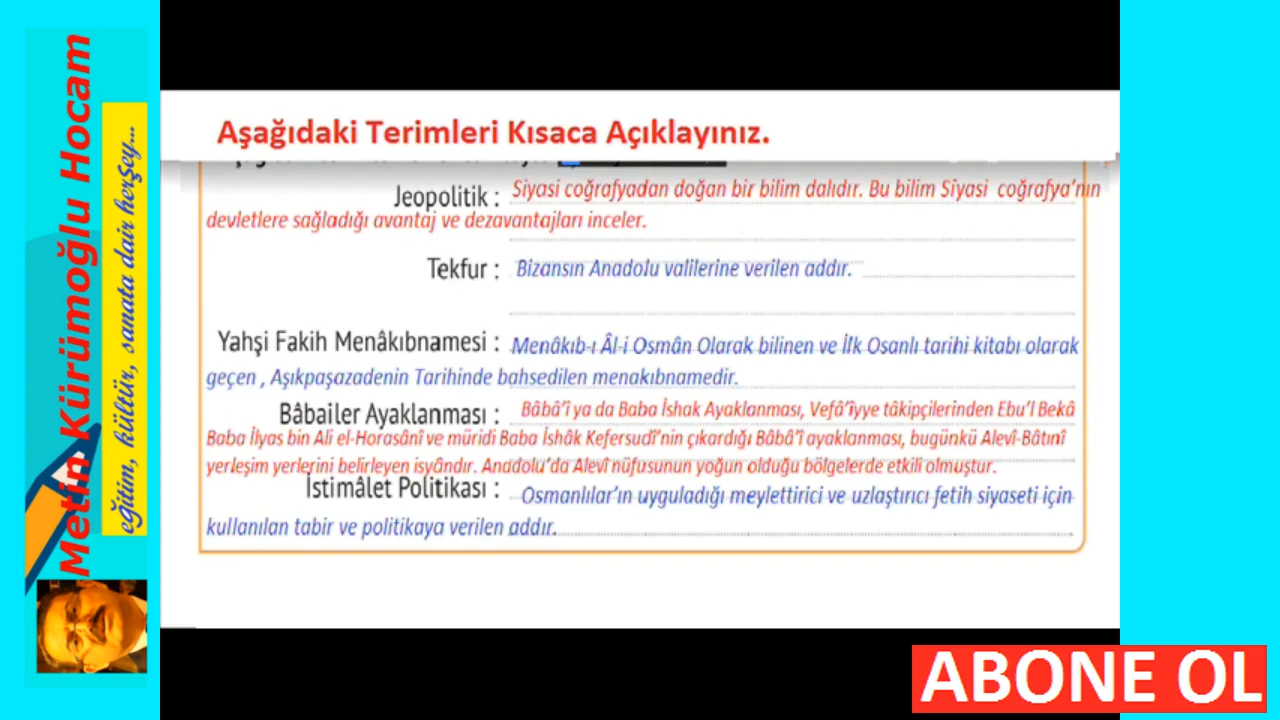 Metin Kürümoğlu Hocam
eğitim, kültür, sanata dair herşey...
Aşağıdaki Terimleri Kısaca Açıklayınız.
Jeopolitik : Siyasi coğrafyadan doğan bir bilim dalıdır. Bu bilim Siyasi coğrafya'nın
devletlere sağladığı avantaj ve dezavantajları inceler.
Tekfur : Bizansın Anadolu valilerine verilen addır.
Yahşi Fakih Menâkıbnamesi : Menâkıb-ı Âl-i Osmân Olarak bilinen ve İlk Osanlı tarihi kitabı olarak
geçen , Aşıkpaşazadenin Tarihinde bahsedilen menakıbnamedir.
Bâbailer Ayaklanması : Bâbâ'î ya da Baba İshak Ayaklanması, Vefâ'îyye tâkipçilerinden Ebu'l Bekâ
Baba İlyas bin Ali el-Horasânî ve müridi Baba İshâk Kefersudî'nin çıkardığı Bâbâ'î ayaklanması, bugünkü Alevî-Bâtınî
yerleşim yerlerini belirleyen isyândır. Anadolu'da Alevî nüfusunun yoğun olduğu bölgelerde etkili olmuştur.
İstimâlet Politikası : Osmanlılar'ın uyguladığı meylettirici ve uzlaştırıcı fetih siyaseti için
kullanılan tabir ve politikaya verilen addır.
ABONE OL